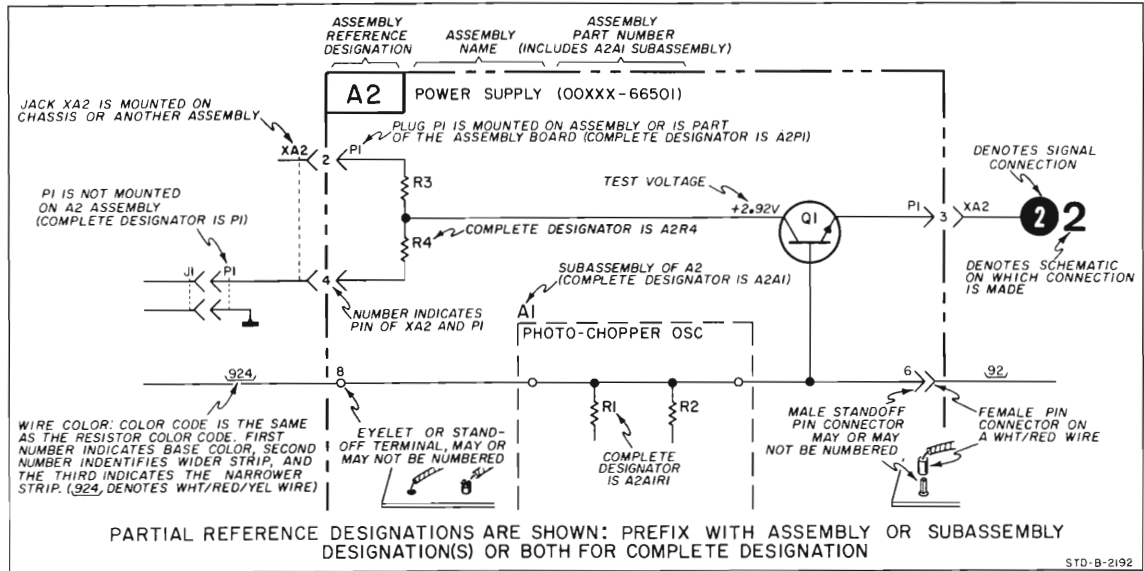 ASSEMBLY
REFERENCE
DESIGNATION
ASSEMBLY
NAME
ASSEMBLY
PART NUMBER
(INCLUDES A2A1 SUBASSEMBLY)
A2
POWER SUPPLY (00XXX-66501)
JACK XA2 IS MOUNTED ON
CHASSIS OR ANOTHER ASSEMBLY
XA2
2
P1
PLUG P1 IS MOUNTED ON ASSEMBLY OR IS PART
OF THE ASSEMBLY BOARD (COMPLETE DESIGNATOR IS A2P1)
P1 IS NOT MOUNTED
ON A2 ASSEMBLY
(COMPLETE DESIGNATOR IS P1)
R3
R4
COMPLETE DESIGNATOR IS A2R4
TEST VOLTAGE
+2.92V
Q1
P1
3
XA2
DENOTES SIGNAL
CONNECTION
2
2
DENOTES SCHEMATIC
ON WHICH CONNECTION
IS MADE
J1
P1
4
NUMBER INDICATES
PIN OF XA2 AND P1
SUBASSEMBLY OF A2
(COMPLETE DESIGNATOR IS A2A1)
A1
PHOTO-CHOPPER OSC
924
8
R1
R2
6
92
WIRE COLOR: COLOR CODE IS THE SAME
AS THE RESISTOR COLOR CODE. FIRST
NUMBER INDICATES BASE COLOR, SECOND
NUMBER INDENTIFIES WIDER STRIP, AND
THE THIRD INDICATES THE NARROWER
STRIP. (924 DENOTES WHT/RED/YEL WIRE)
EYELET OR STAND-
OFF TERMINAL, MAY OR
MAY NOT BE NUMBERED
COMPLETE
DESIGNATOR
IS A2A1R1
MALE STANDOFF
PIN CONNECTOR
MAY OR MAY
NOT BE NUMBERED
FEMALE PIN
CONNECTOR ON
A WHT/RED WIRE
PARTIAL REFERENCE DESIGNATIONS ARE SHOWN: PREFIX WITH ASSEMBLY OR SUBASSEMBLY
DESIGNATION(S) OR BOTH FOR COMPLETE DESIGNATION
STD-B-2192